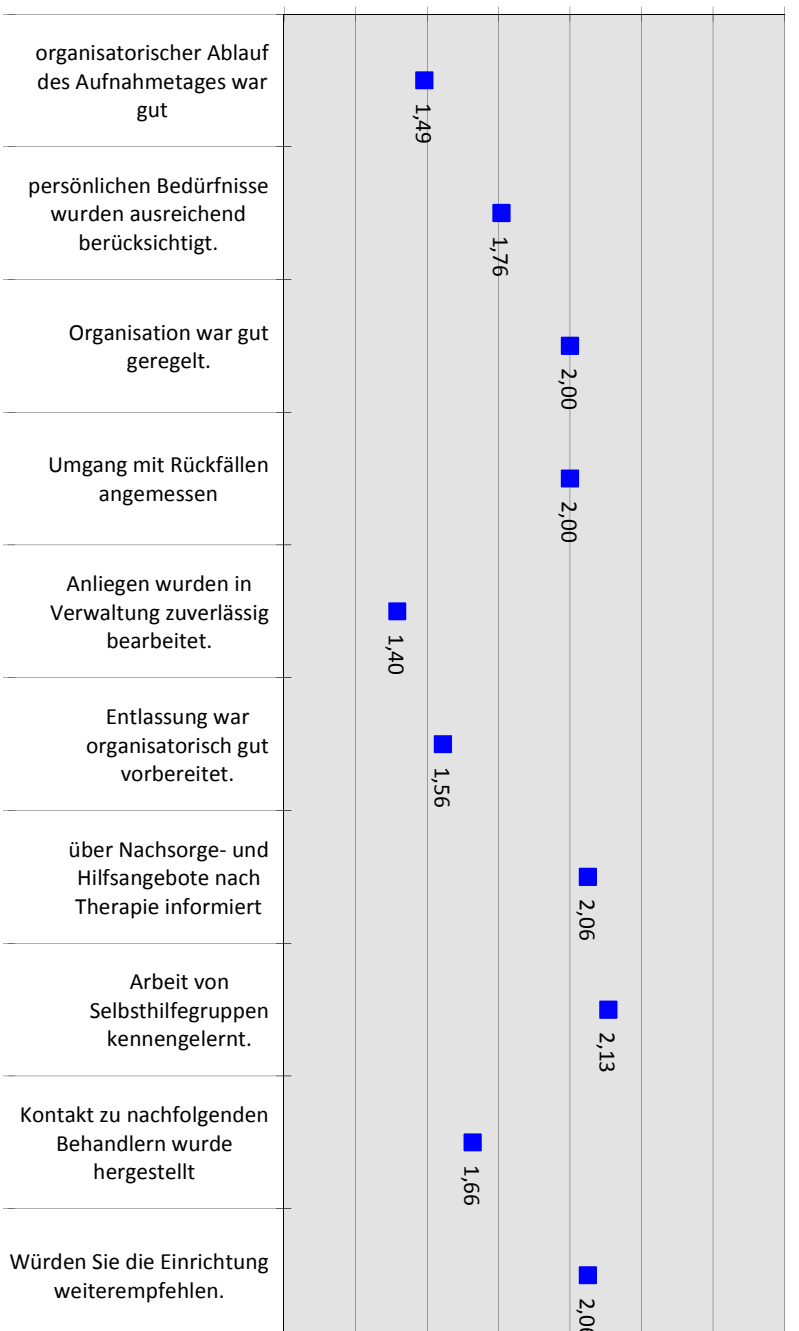 organisatorischer Ablauf
des Aufnahmetages war
gut
1,49
persönlichen Bedürfnisse
wurden ausreichend
berücksichtigt.
1,76
Organisation war gut
geregelt.
2,00
Umgang mit Rückfällen
angemessen
2,00
Anliegen wurden in
Verwaltung zuverlässig
bearbeitet.
1,40
Entlassung war
organisatorisch gut
vorbereitet.
1,56
über Nachsorge- und
Hilfsangebote nach
Therapie informiert
2,06
Arbeit von
Selbsthilfegruppen
kennengelernt.
2,13
Kontakt zu nachfolgenden
Behandlern wurde
hergestellt
1,66
Würden Sie die Einrichtung
weiterempfehlen.
2,06